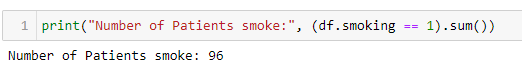 1 print("Number of Patients smoke:", (df.smoking == 1).sum())
Number of Patients smoke: 96